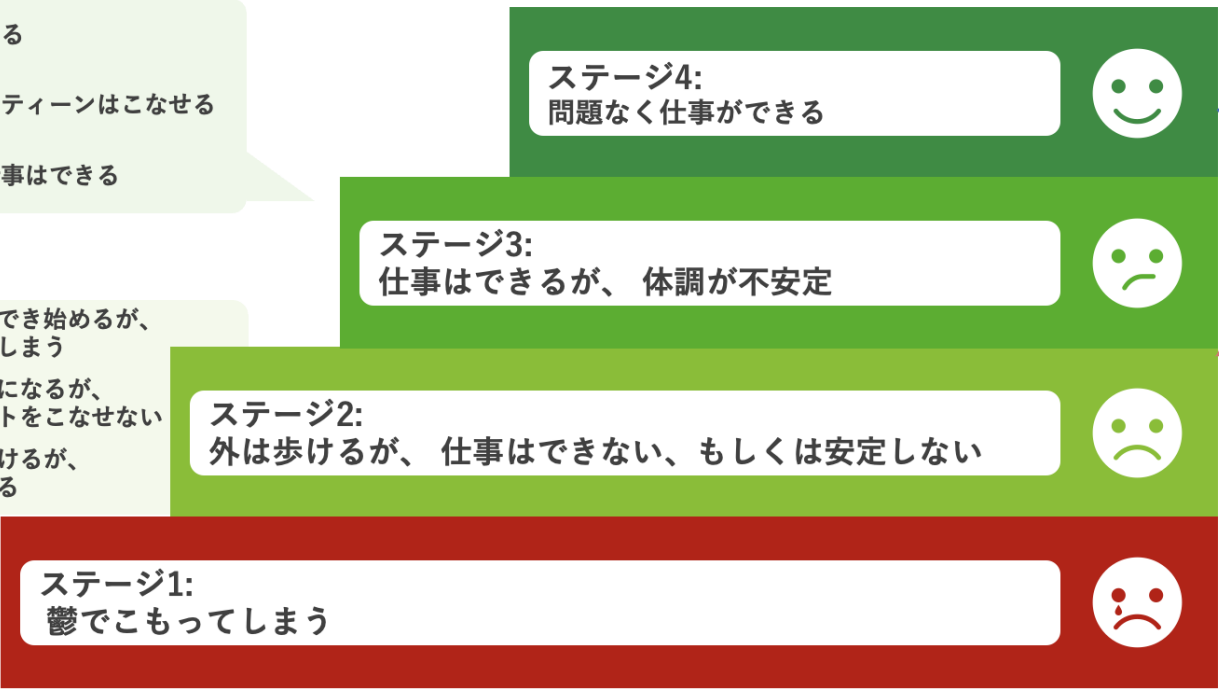 る
ティーンはこなせる
事はできる
でき始めるが、
しまう
になるが、
トをこなせない
けるが、
る
ステージ4:
問題なく仕事ができる
ステージ3:
仕事はできるが、 体調が不安定
ステージ2:
外は歩けるが、 仕事はできない、もしくは安定しない
ステージ1:
鬱でこもってしまう